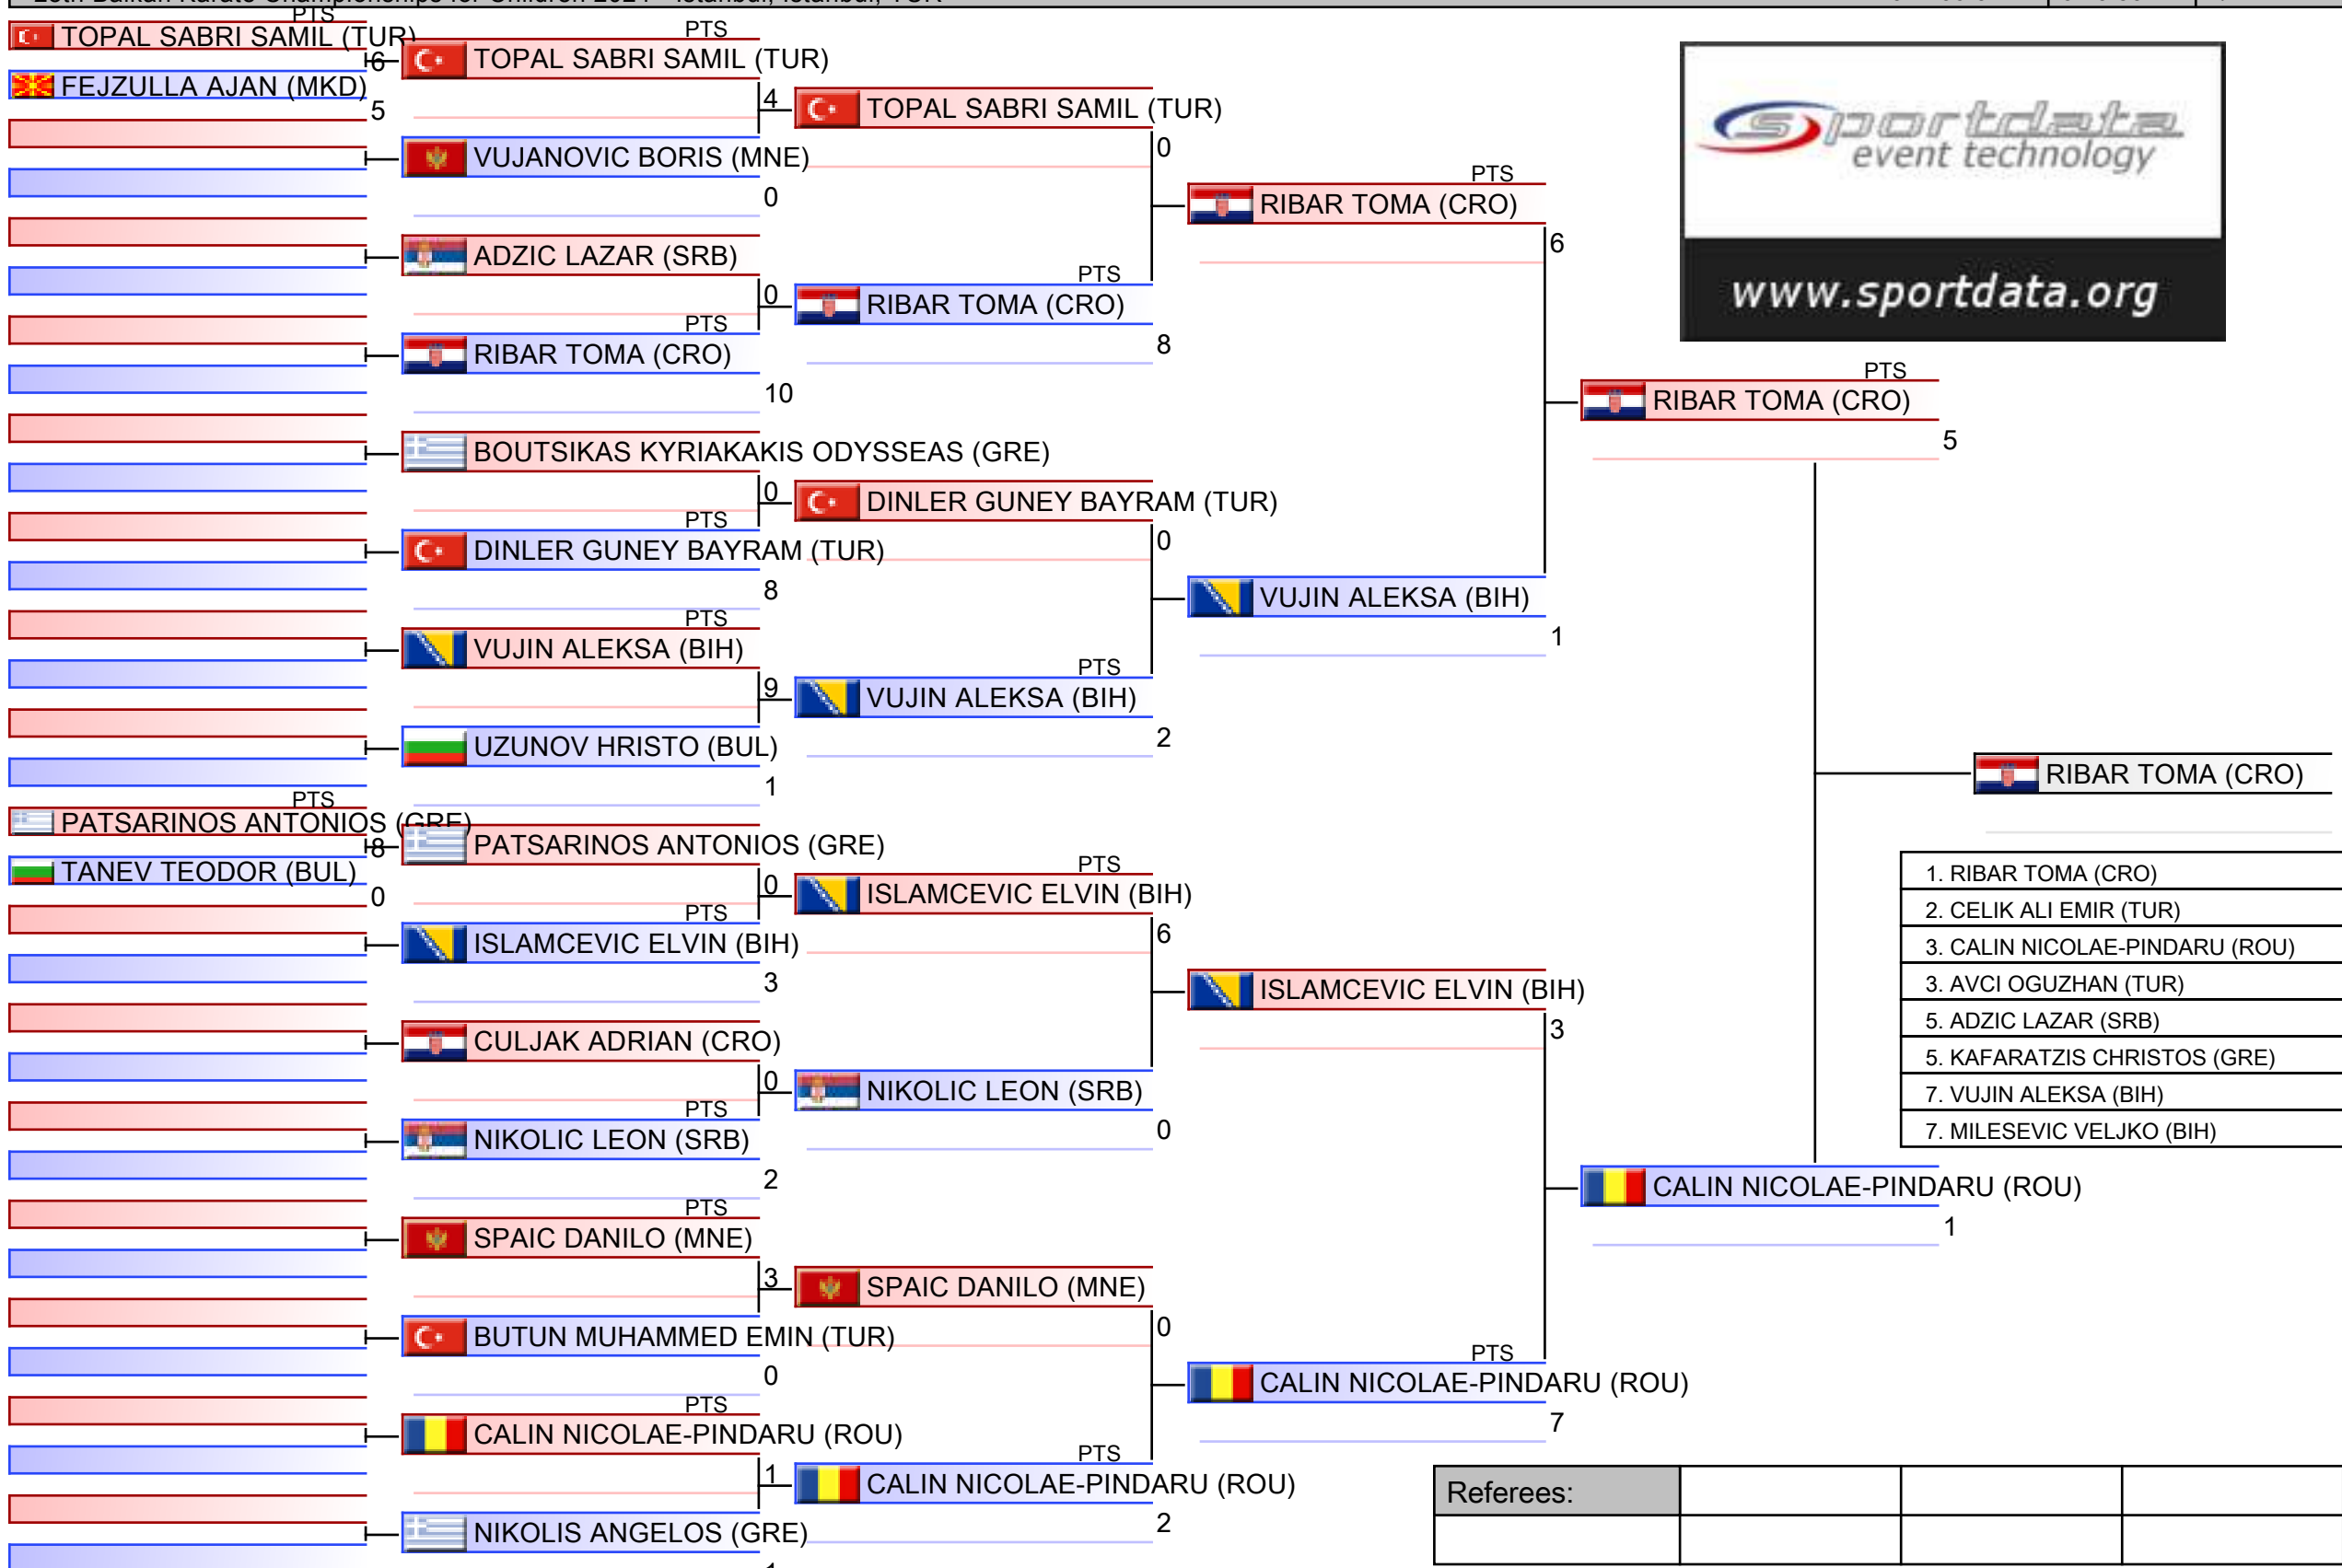 PTS
TOPAL SABRI SAMIL (TUR)
6
FEJZULLA AJAN (MKD)
5
PTS
PATSARINOS ANTONIOS (GRE)
8
TANEV TEODOR (BUL)
0
PTS
TOPAL SABRI SAMIL (TUR)
4
VUJANOVIC BORIS (MNE)
0
ADZIC LAZAR (SRB)
0
PTS
RIBAR TOMA (CRO)
10
BOUTSIKAS KYRIAKAKIS ODYSSEAS (GRE)
0
PTS
DINLER GUNEY BAYRAM (TUR)
8
PTS
VUJIN ALEKSA (BIH)
9
UZUNOV HRISTO (BUL)
1
PATSARINOS ANTONIOS (GRE)
0
PTS
ISLAMCEVIC ELVIN (BIH)
3
CULJAK ADRIAN (CRO)
0
PTS
NIKOLIC LEON (SRB)
2
PTS
SPAIC DANILO (MNE)
3
BUTUN MUHAMMED EMIN (TUR)
0
PTS
CALIN NICOLAE-PINDARU (ROU)
1
NIKOLIS ANGELOS (GRE)
TOPAL SABRI SAMIL (TUR)
0
PTS
RIBAR TOMA (CRO)
8
DINLER GUNEY BAYRAM (TUR)
0
PTS
VUJIN ALEKSA (BIH)
2
PTS
ISLAMCEVIC ELVIN (BIH)
6
NIKOLIC LEON (SRB)
0
SPAIC DANILO (MNE)
0
PTS
CALIN NICOLAE-PINDARU (ROU)
2
PTS
RIBAR TOMA (CRO)
6
VUJIN ALEKSA (BIH)
1
ISLAMCEVIC ELVIN (BIH)
3
PTS
CALIN NICOLAE-PINDARU (ROU)
7
sportdata
event technology
www.sportdata.org
PTS
RIBAR TOMA (CRO)
5
CALIN NICOLAE-PINDARU (ROU)
1
RIBAR TOMA (CRO)
1. RIBAR TOMA (CRO)
2. CELIK ALI EMIR (TUR)
3. CALIN NICOLAE-PINDARU (ROU)
3. AVCI OGUZHAN (TUR)
5. ADZIC LAZAR (SRB)
5. KAFARATZIS CHRISTOS (GRE)
7. VUJIN ALEKSA (BIH)
7. MILESEVIC VELJKO (BIH)
Referees: